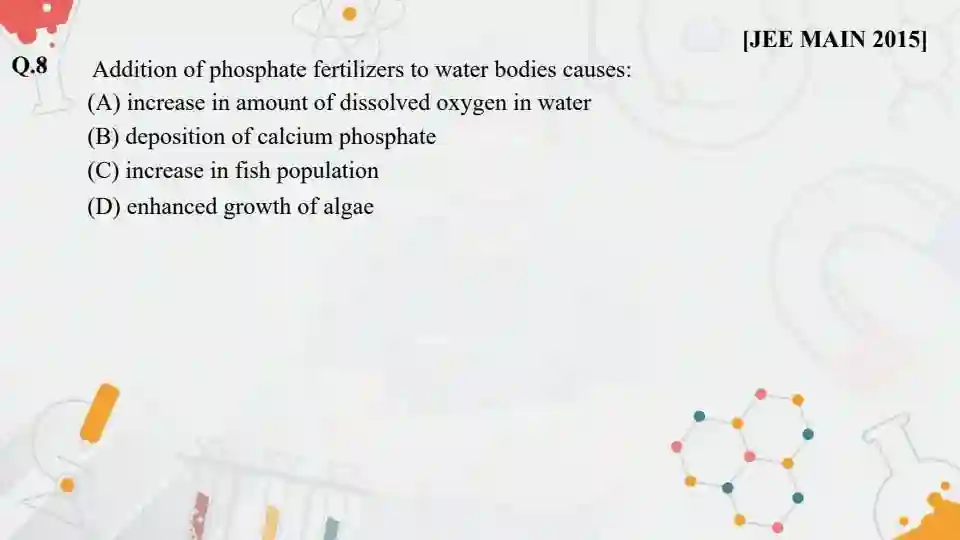 [JEE MAIN 2015]
Q.8 Addition of phosphate fertilizers to water bodies causes:
(A) increase in amount of dissolved oxygen in water
(B) deposition of calcium phosphate
(C) increase in fish population
(D) enhanced growth of algae